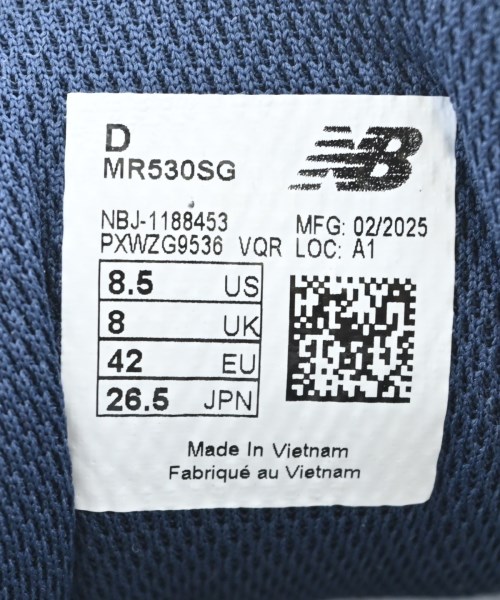 D
MR530SG
NB
NBJ-1188453 MFG: 02/2025
PXWZG9536 VQR LOC: A1
8.5 US
8 UK
42 EU
26.5 JPN
Made In Vietnam
Fabriqué au Vietnam